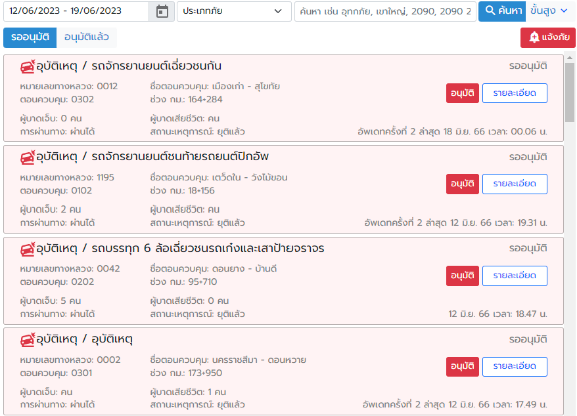 12/06/2023 - 19/06/2023 ประเภทภัย ค้นหา เช่น อุทกภัย, เขาใหญ่, 2090, 2090 2 ค้นหา ขั้นสูง
รออนุมัติ อนุมัติแล้ว แจ้งภัย
อุบัติเหตุ / รถจักรยานยนต์เฉี่ยวชนกัน รออนุมัติ
หมายเลขทางหลวง: 0012 ชื่อตอนควบคุม: เมืองเก่า - สุโขทัย
ตอนควบคุม: 0302 ช่วง กม.: 164+284 อนุมัติ รายละเอียด
ผู้บาดเจ็บ: 0 คน ผู้บาดเสียชีวิต: คน
การผ่านทาง: ผ่านได้ สถานะเหตุการณ์: ยุติแล้ว อัพเดทครั้งที่ 2 ล่าสุด 18 มิ.ย. 66 เวลา: 00.06 น.
อุบัติเหตุ / รถจักรยานยนต์ชนท้ายรถยนต์ปิกอัพ รออนุมัติ
หมายเลขทางหลวง: 1195 ชื่อตอนควบคุม: เตว็ดใน - วังไม้ขอน
ตอนควบคุม: 0102 ช่วง กม.: 18+156 อนุมัติ รายละเอียด
ผู้บาดเจ็บ: 2 คน ผู้บาดเสียชีวิต: คน
การผ่านทาง: ผ่านได้ สถานะเหตุการณ์: ยุติแล้ว อัพเดทครั้งที่ 2 ล่าสุด 12 มิ.ย. 66 เวลา: 19.31 น.
อุบัติเหตุ / รถบรรทุก 6 ล้อเฉี่ยวชนรถเก๋งและเสาป้ายจราจร รออนุมัติ
หมายเลขทางหลวง: 0042 ชื่อตอนควบคุม: ดอนยาง - บ้านดี
ตอนควบคุม: 0202 ช่วง กม.: 95+710 อนุมัติ รายละเอียด
ผู้บาดเจ็บ: 5 คน ผู้บาดเสียชีวิต: 0 คน
การผ่านทาง: ผ่านได้ สถานะเหตุการณ์: ยุติแล้ว 12 มิ.ย. 66 เวลา: 18.47 น.
อุบัติเหตุ / อุบัติเหตุ รออนุมัติ
หมายเลขทางหลวง: 0002 ชื่อตอนควบคุม: นครราชสีมา - ดอนหวาย
ตอนควบคุม: 0301 ช่วง กม.: 173+950 อนุมัติ รายละเอียด
ผู้บาดเจ็บ: คน ผู้บาดเสียชีวิต: 1 คน
การผ่านทาง: ผ่านได้ สถานะเหตุการณ์: ยุติแล้ว อัพเดทครั้งที่ 2 ล่าสุด 12 มิ.ย. 66 เวลา: 17.49 น.